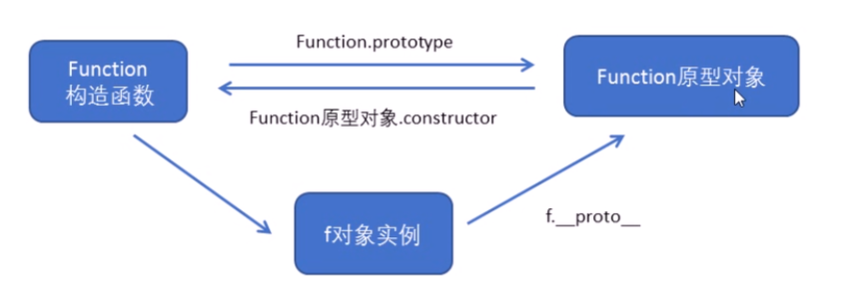 Function.prototype
Function
构造函数
Function原型对象
Function原型对象.constructor
f对象实例
f.__proto__